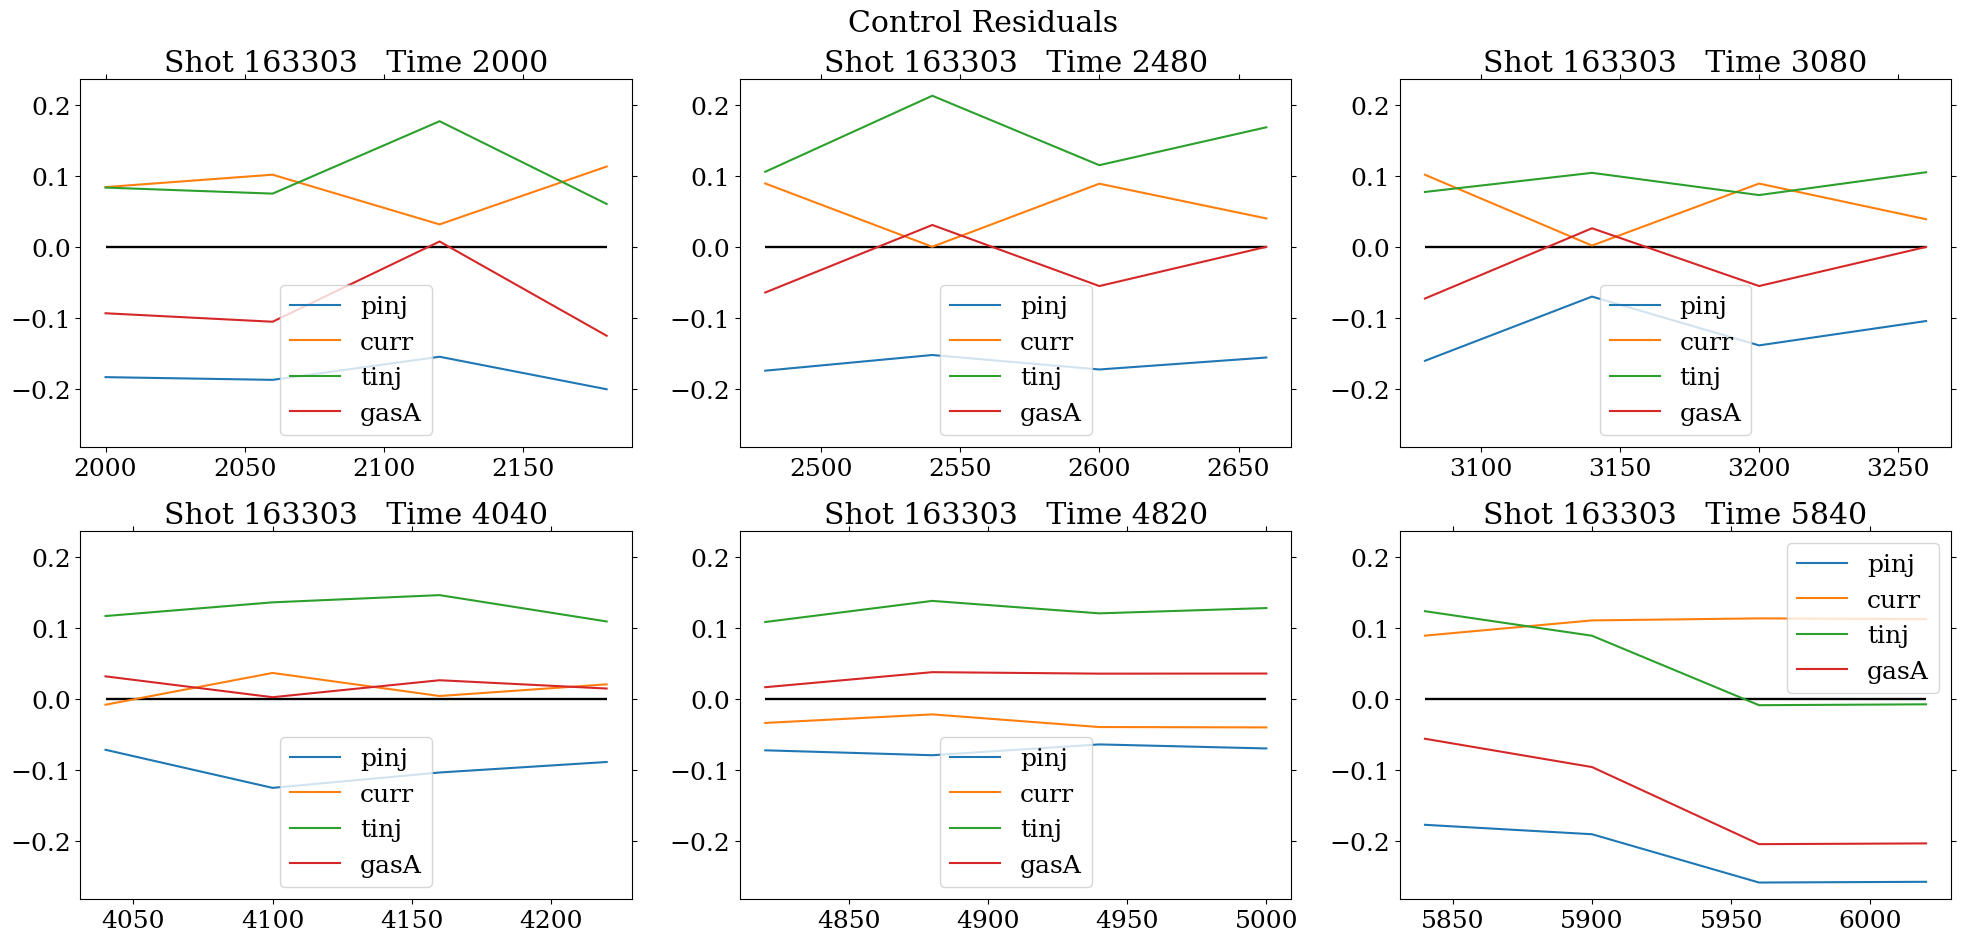 Control Residuals
Shot 163303   Time 2000
0.2
0.1
0.0
−0.1
−0.2
pinj
curr
tinj
gasA
2000 2050 2100 2150
Shot 163303   Time 2480
0.2
0.1
0.0
−0.1
−0.2
pinj
curr
tinj
gasA
2500 2550 2600 2650
Shot 163303   Time 3080
0.2
0.1
0.0
−0.1
−0.2
pinj
curr
tinj
gasA
3100 3150 3200 3250
Shot 163303   Time 4040
0.2
0.1
0.0
−0.1
−0.2
pinj
curr
tinj
gasA
4050 4100 4150 4200
Shot 163303   Time 4820
0.2
0.1
0.0
−0.1
−0.2
pinj
curr
tinj
gasA
4850 4900 4950 5000
Shot 163303   Time 5840
0.2
0.1
0.0
−0.1
−0.2
pinj
curr
tinj
gasA
5850 5900 5950 6000